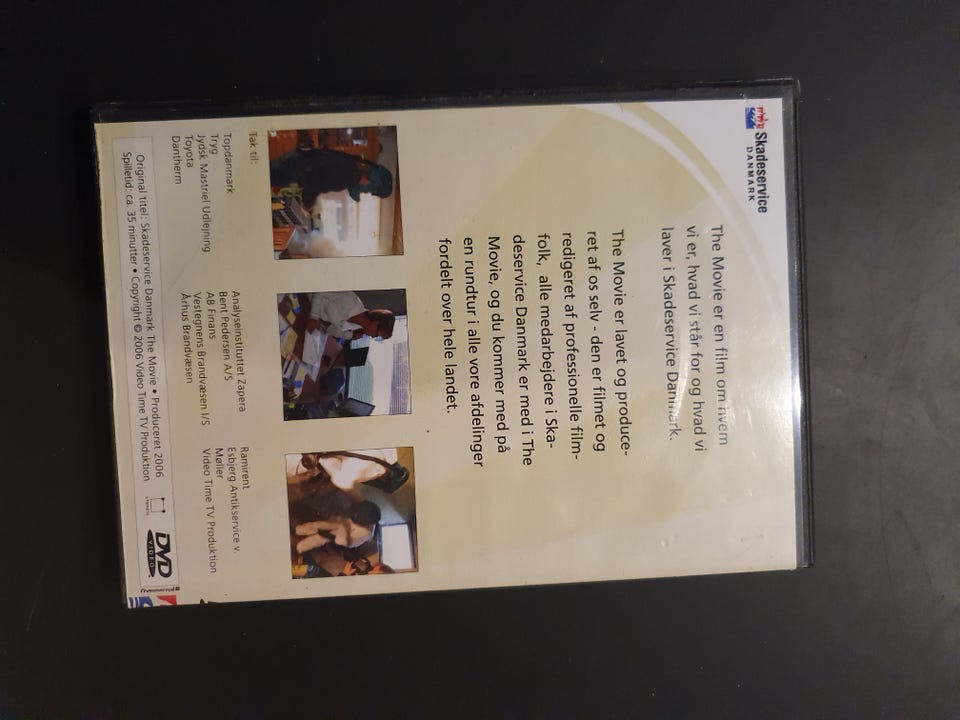 Skadeservice
DANMARK
The Movie er en film om hvem
vi er, hvad vi står for og hvad vi
laver i Skadeservice Danmark.
The Movie er lavet og produce-
ret af os selv - den er filmet og
redigeret af professionelle film-
folk, alle medarbejdere i Ska-
deservice Danmark er med i The
Movie, og du kommer med på
en rundtur i alle vore afdelinger
fordelt over hele landet.
Tak til:
Topdanmark
Tryg
Jydsk Mastriel Udlejning
Toyota
Dantherm
Analyseinstituttet Zapera
Bent Pedersen A/S
AB Finans
Vestegnens Brandvæsen I/S
Århus Brandvæsen
Ramirent
Esbjerg Antikservice v.
Møller
Video Time TV Produktion
Original titel: Skadeservice Danmark The Movie • Produceret 2006
Spilletid: ca. 35 minutter • Copyright © 2006 Video Time TV Produktion
DVD
VIDEO